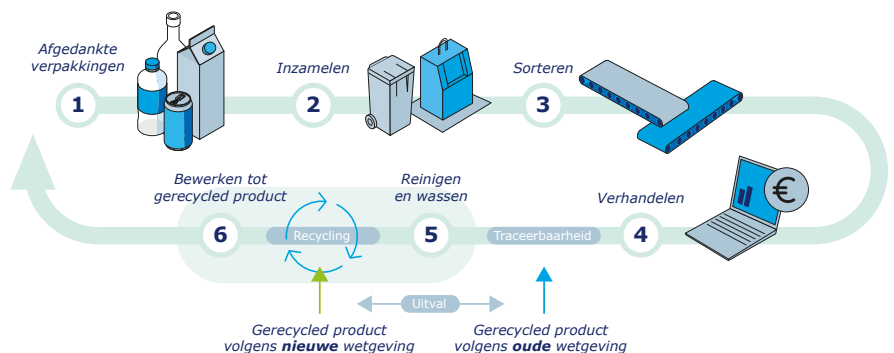 Afgedankte
verpakkingen
1
Inzamelen
2
Sorteren
3
€
Verhandelen
4
Traceerbaarheid
Reinigen
en wassen
5
Recycling
Bewerken tot
gerecycled product
6
Uitval
Gerecycled product
volgens nieuwe wetgeving
Gerecycled product
volgens oude wetgeving